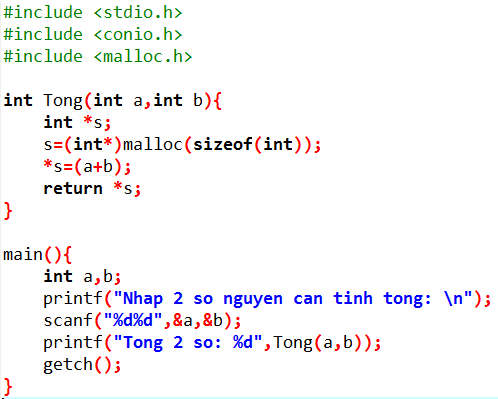 #include <stdio.h>
#include <conio.h>
#include <malloc.h>
int Tong(int a,int b){
int *s;
s=(int*)malloc(sizeof(int));
*s=(a+b);
return *s;
}
main(){
int a,b;
printf("Nhap 2 so nguyen can tinh tong: \n");
scanf("%d%d",&a,&b);
printf("Tong 2 so: %d",Tong(a,b));
getch();
}